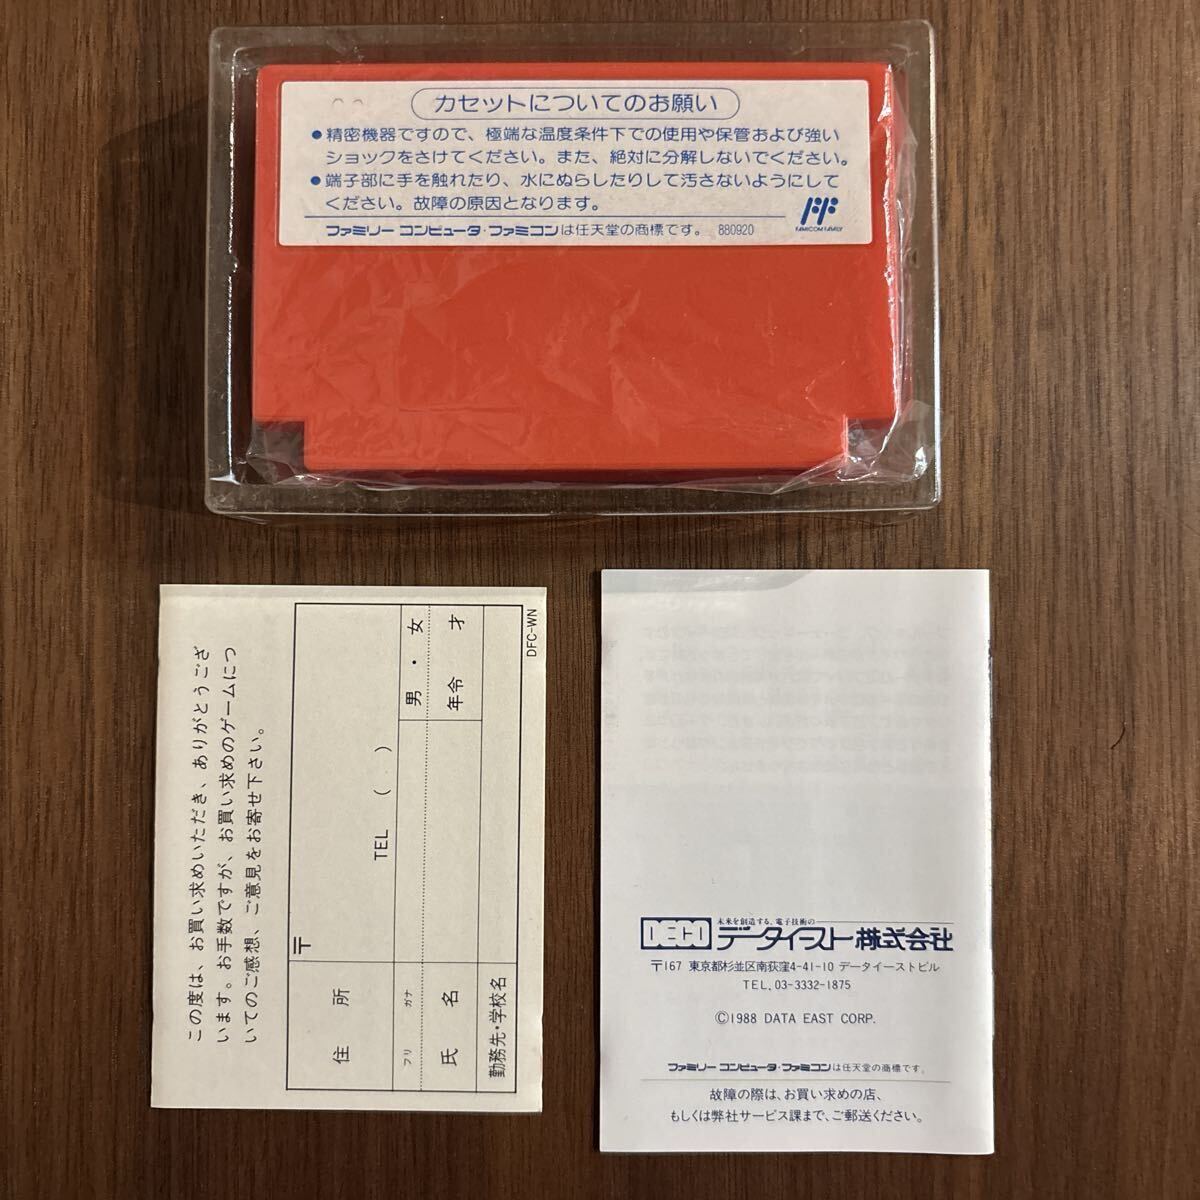 カセットについてのお願い
●精密機器ですので、極端な温度条件下での使用や保管および強い
ショックをさけてください。また、絶対に分解しないでください。
●端子部に手を触れたり、水にぬらしたりして汚さないようにして
ください。故障の原因となります。
FAMICOM FAMILY
ファミリー コンピュータ・ファミコンは任天堂の商標です。 880920
この度は、お買い求めいただき、ありがとうござ
います。お手数ですが、お買い求めのゲームにつ
いてのご感想、ご意見をお寄せ下さい。
住所
〒
TEL ( )
フリ ガナ
氏名
男・女
年令 才
勤務先・学校名
DFC-WN
未来を創造する、電子技術の
DECO データイースト株式会社
〒167 東京都杉並区南荻窪4-41-10 データイーストビル
TEL.03-3332-1875
©1988 DATA EAST CORP.
ファミリー コンピュータ・ファミコンは任天堂の商標です。
故障の際は、お買い求めの店、
もしくは弊社サービス課まで、ご郵送ください。